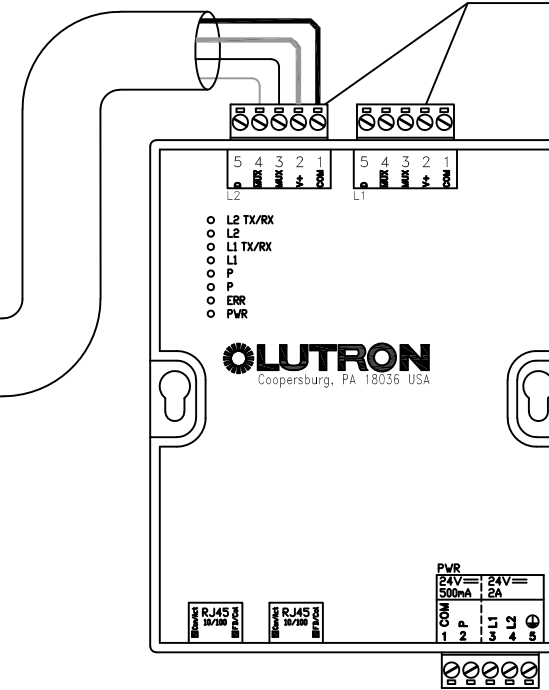 5 4 3 2 1
D MUX MUX V+ COM
L2
5 4 3 2 1
D MUX MUX V+ COM
L1
L2 TX/RX
L2
L1 TX/RX
L1
P
P
ERR
PWR
LUTRON
Coopersburg, PA 18036 USA
PWR
24V 24V
500mA 2A
COM P L1 L2
1 2 3 4 5
RJ45
10/100
RJ45
10/100